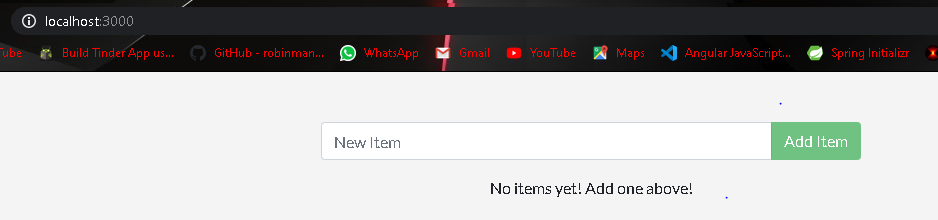 localhost:3000
Tube Build Tinder App us... GitHub - robinman... WhatsApp Gmail YouTube Maps Angular JavaScript... Spring Initializr
New Item Add Item
No items yet! Add one above!